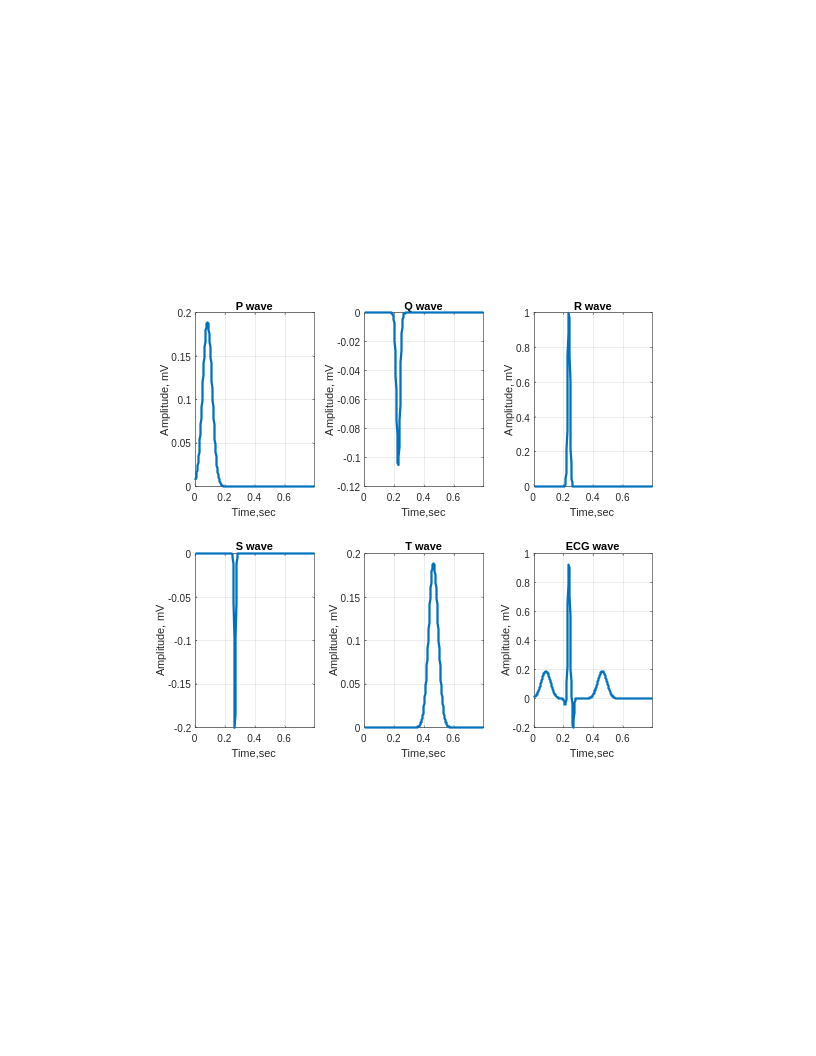 P wave
Q wave
R wave
0.2
0.15
0.1
0.05
0
Amplitude, mV
0 0.2 0.4 0.6
Time,sec
0
-0.02
-0.04
-0.06
-0.08
-0.1
-0.12
Amplitude, mV
0 0.2 0.4 0.6
Time,sec
1
0.8
0.6
0.4
0.2
0
Amplitude, mV
0 0.2 0.4 0.6
Time,sec
S wave
T wave
ECG wave
0
-0.05
-0.1
-0.15
-0.2
Amplitude, mV
0 0.2 0.4 0.6
Time,sec
0.2
0.15
0.1
0.05
0
Amplitude, mV
0 0.2 0.4 0.6
Time,sec
1
0.8
0.6
0.4
0.2
0
-0.2
Amplitude, mV
0 0.2 0.4 0.6
Time,sec